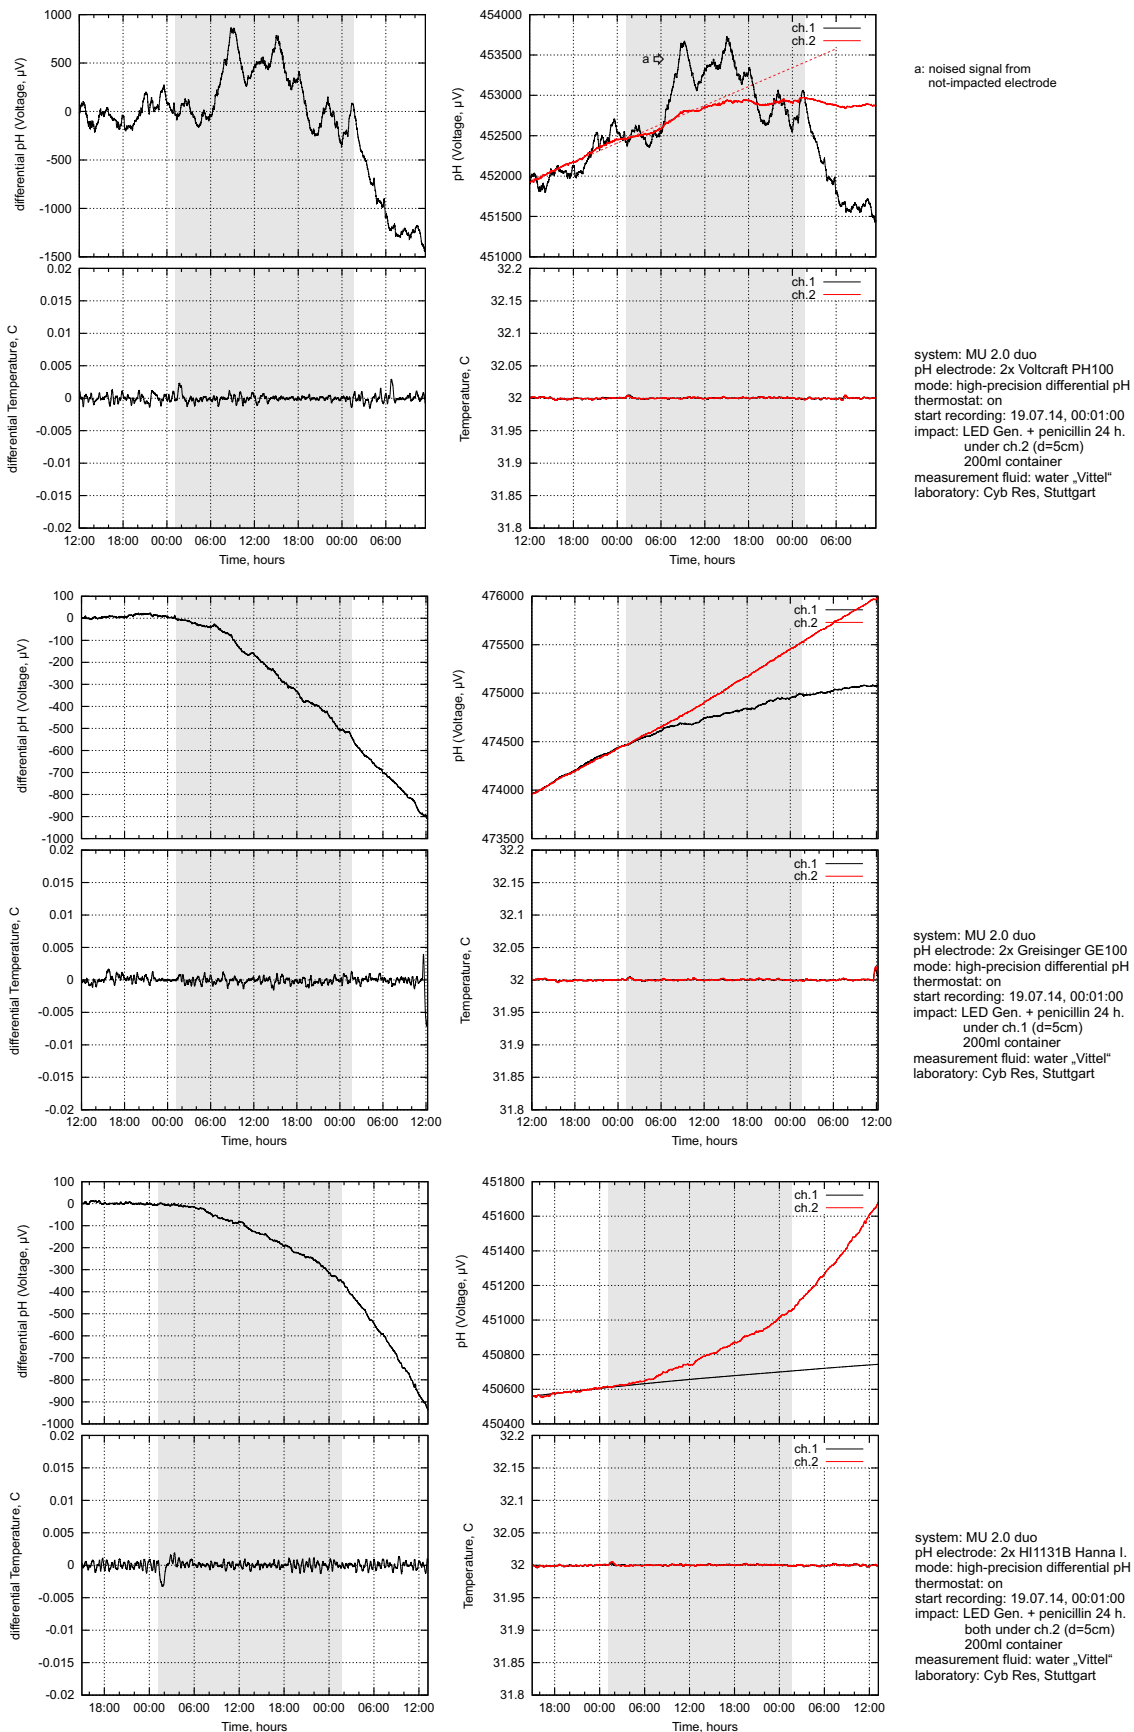 1000
500
0
-500
-1000
-1500
differential pH (Voltage, µV)
454000
453500
453000
452500
452000
451500
451000
pH (Voltage, µV)
ch.1
ch.2
a
a: noised signal from
not-impacted electrode
0.02
0.015
0.01
0.005
0
-0.005
-0.01
-0.015
-0.02
differential Temperature, C
12:00 18:00 00:00 06:00 12:00 18:00 00:00 06:00
Time, hours
32.2
32.15
32.1
32.05
32
31.95
31.9
31.85
31.8
Temperature, C
ch.1
ch.2
12:00 18:00 00:00 06:00 12:00 18:00 00:00 06:00
Time, hours
system: MU 2.0 duo
pH electrode: 2x Voltcraft PH100
mode: high-precision differential pH
thermostat: on
start recording: 19.07.14, 00:01:00
impact: LED Gen. + penicillin 24 h.
under ch.2 (d=5cm)
200ml container
measurement fluid: water „Vittel“
laboratory: Cyb Res, Stuttgart
100
0
-100
-200
-300
-400
-500
-600
-700
-800
-900
-1000
differential pH (Voltage, µV)
476000
475500
475000
474500
474000
473500
pH (Voltage, µV)
ch.1
ch.2
0.02
0.015
0.01
0.005
0
-0.005
-0.01
-0.015
-0.02
differential Temperature, C
12:00 18:00 00:00 06:00 12:00 18:00 00:00 06:00 12:00
Time, hours
32.2
32.15
32.1
32.05
32
31.95
31.9
31.85
31.8
Temperature, C
ch.1
ch.2
12:00 18:00 00:00 06:00 12:00 18:00 00:00 06:00 12:00
Time, hours
system: MU 2.0 duo
pH electrode: 2x Greisinger GE100
mode: high-precision differential pH
thermostat: on
start recording: 19.07.14, 00:01:00
impact: LED Gen. + penicillin 24 h.
under ch.1 (d=5cm)
200ml container
measurement fluid: water „Vittel“
laboratory: Cyb Res, Stuttgart
100
0
-100
-200
-300
-400
-500
-600
-700
-800
-900
-1000
differential pH (Voltage, µV)
451800
451600
451400
451200
451000
450800
450600
450400
pH (Voltage, µV)
ch.1
ch.2
0.02
0.015
0.01
0.005
0
-0.005
-0.01
-0.015
-0.02
differential Temperature, C
18:00 00:00 06:00 12:00 18:00 00:00 06:00 12:00
Time, hours
32.2
32.15
32.1
32.05
32
31.95
31.9
31.85
31.8
Temperature, C
ch.1
ch.2
18:00 00:00 06:00 12:00 18:00 00:00 06:00 12:00
Time, hours
system: MU 2.0 duo
pH electrode: 2x HI1131B Hanna I.
mode: high-precision differential pH
thermostat: on
start recording: 19.07.14, 00:01:00
impact: LED Gen. + penicillin 24 h.
both under ch.2 (d=5cm)
200ml container
measurement fluid: water „Vittel“
laboratory: Cyb Res, Stuttgart